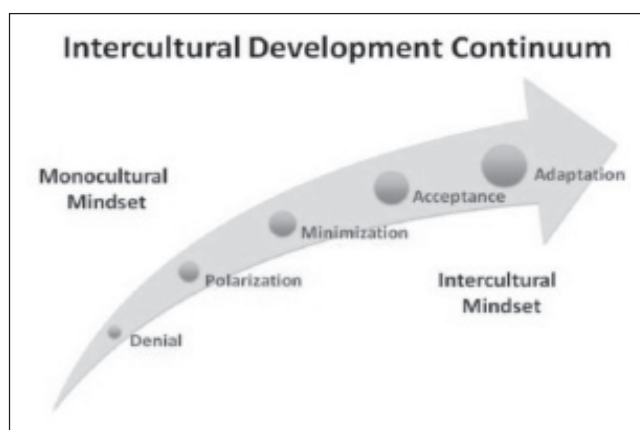 Intercultural Development Continuum
Monocultural
Mindset
Adaptation
Acceptance
Minimization
Polarization
Intercultural
Mindset
Denial